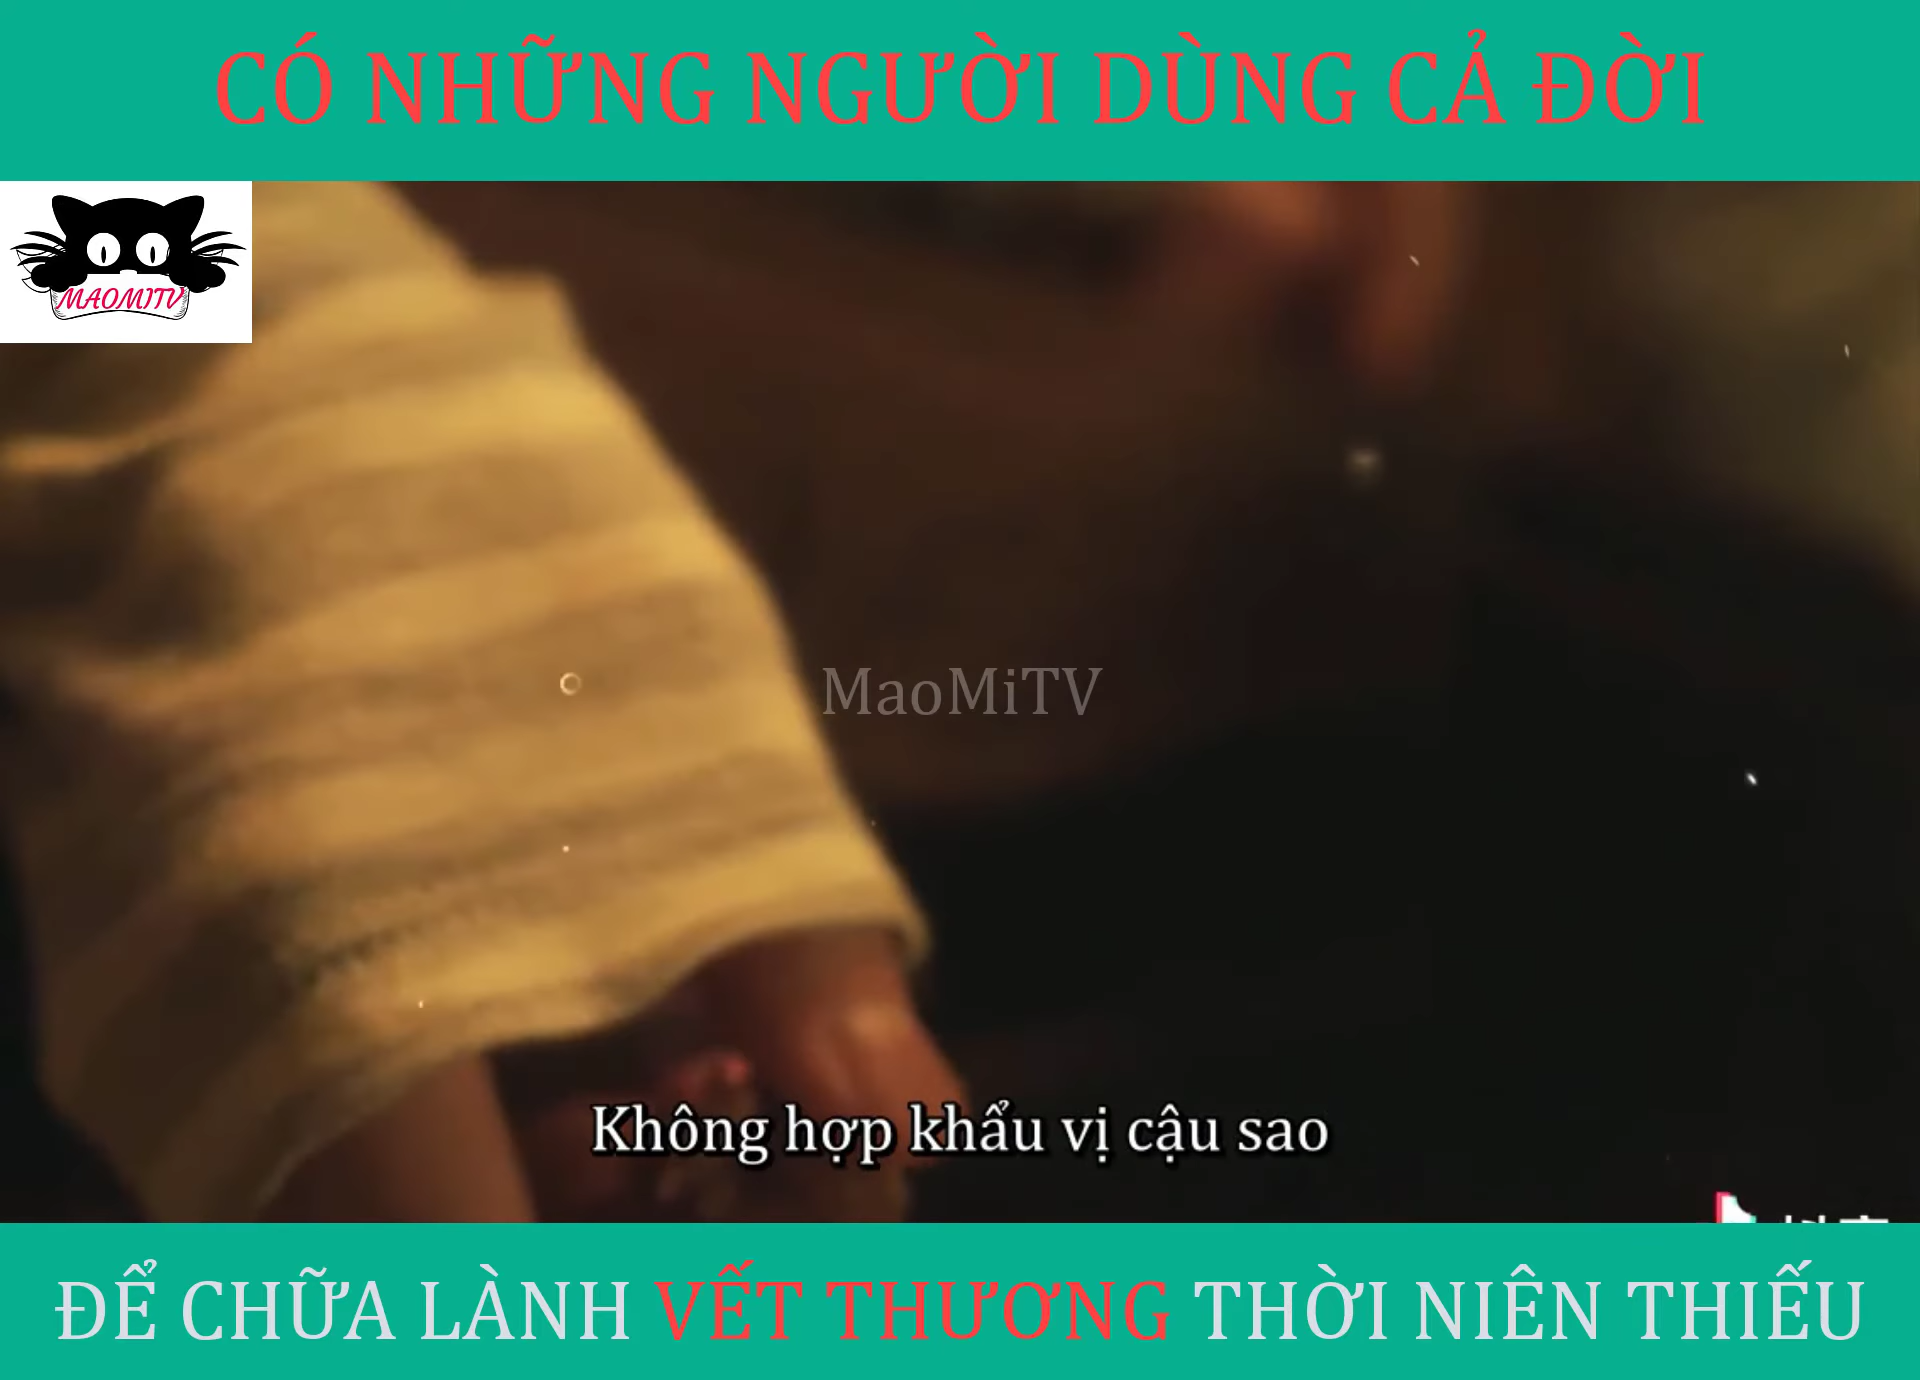 CÓ NHỮNG NGƯỜI DÙNG CẢ ĐỜI
MAOMITV
MaoMiTV
Không hợp khẩu vị cậu sao
ĐỂ CHỮA LÀNH VẾT THƯƠNG THỜI NIÊN THIẾU